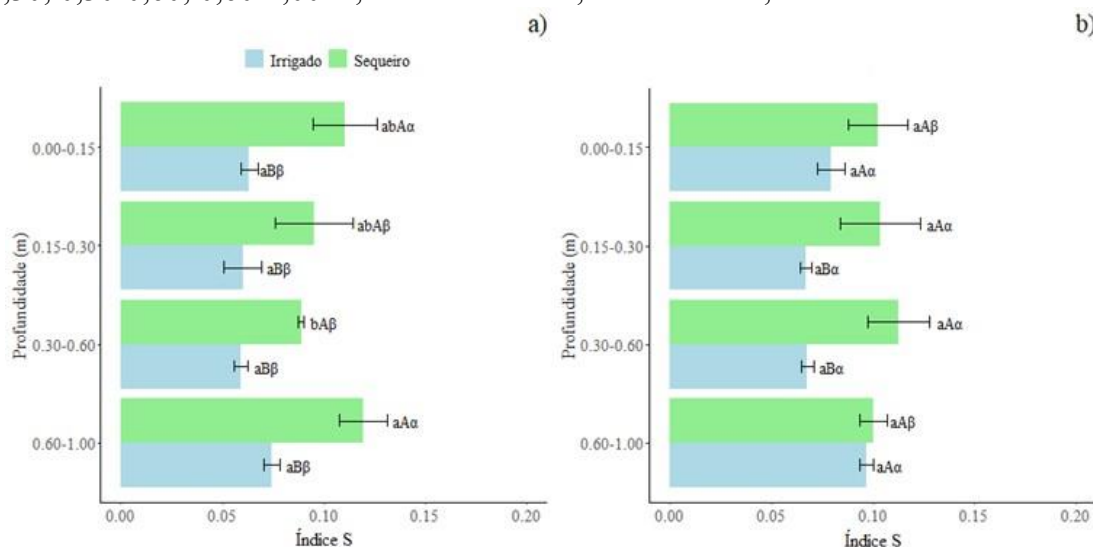 a)
b)
Irrigado Sequeiro
0.00-0.15
abAα
aBβ
0.15-0.30
abAβ
aBβ
0.30-0.60
bAβ
aBβ
0.60-1.00
aAα
aBβ
Profundidade (m)
0.00 0.05 0.10 0.15 0.20
Índice S
0.00-0.15
aAβ
aAα
0.15-0.30
aAα
aBα
0.30-0.60
aAα
aBα
0.60-1.00
aAβ
aAα
Profundidade (m)
0.00 0.05 0.10 0.15 0.20
Índice S